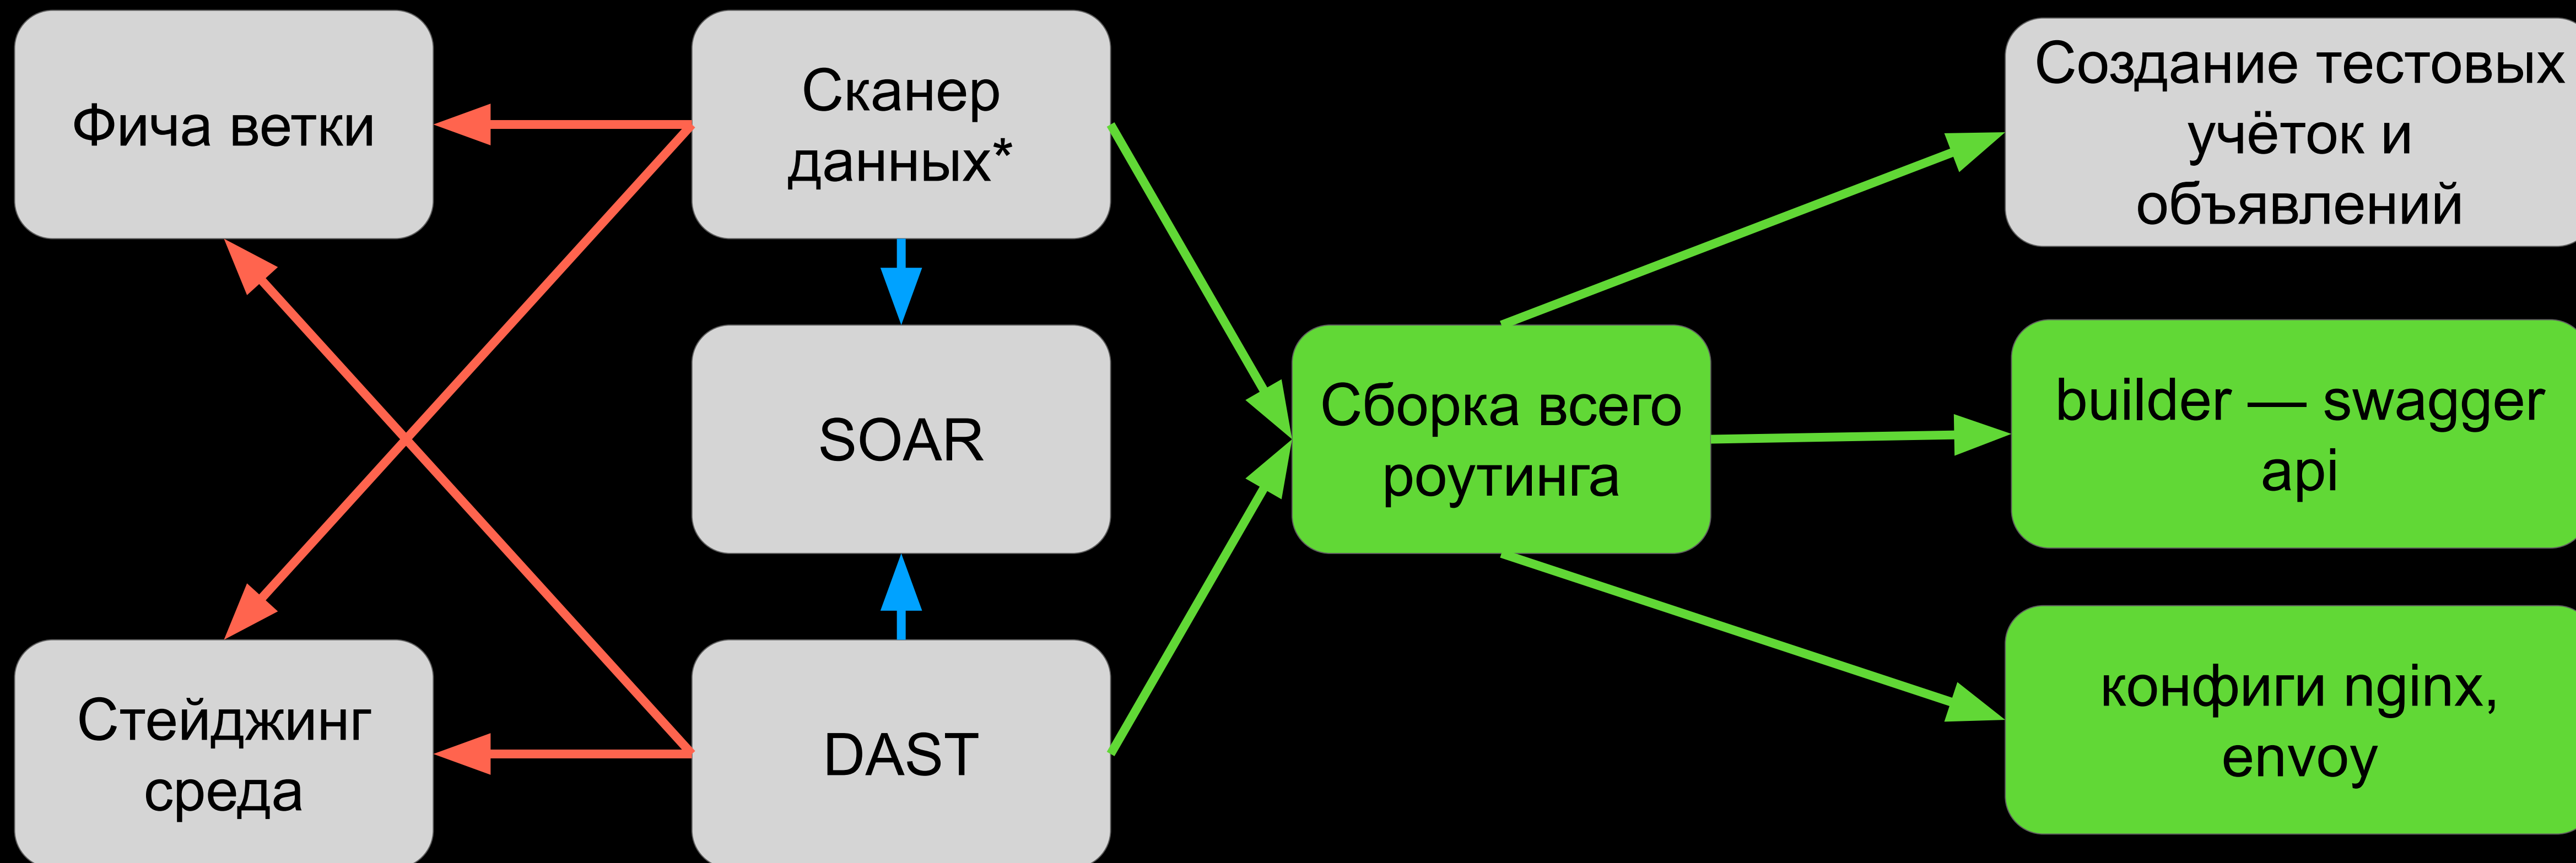 Фича ветки
Сканер
данных*
Создание тестовых
учёток и
объявлений
SOAR
Сборка всего
роутинга
builder — swagger
api
Стейджинг
среда
DAST
конфиги nginx,
envoy